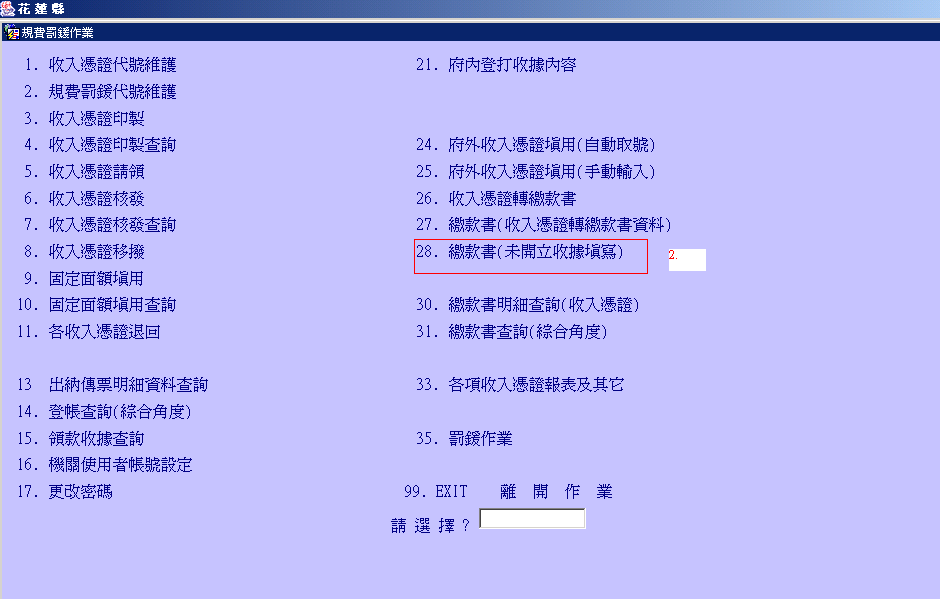 花蓮縣
規費罰鍰作業
1. 收入憑證代號維護
2. 規費罰鍰代號維護
3. 收入憑證印製
4. 收入憑證印製查詢
5. 收入憑證請領
6. 收入憑證核發
7. 收入憑證核發查詢
8. 收入憑證移撥
9. 固定面額填用
10. 固定面額填用查詢
11. 各收入憑證退回
13 出納傳票明細資料查詢
14. 登帳查詢(綜合角度)
15. 領款收據查詢
16. 機關使用者帳號設定
17. 更改密碼
21. 府內登打收據內容
24. 府外收入憑證填用(自動取號)
25. 府外收入憑證填用(手動輸入)
26. 收入憑證轉繳款書
27. 繳款書(收入憑證轉繳款書資料)
28. 繳款書(未開立收據填寫)
2.
30. 繳款書明細查詢(收入憑證)
31. 繳款書查詢(綜合角度)
33. 各項收入憑證報表及其它
35. 罰鍰作業
99. EXIT 離 開 作 業
請 選 擇 ?